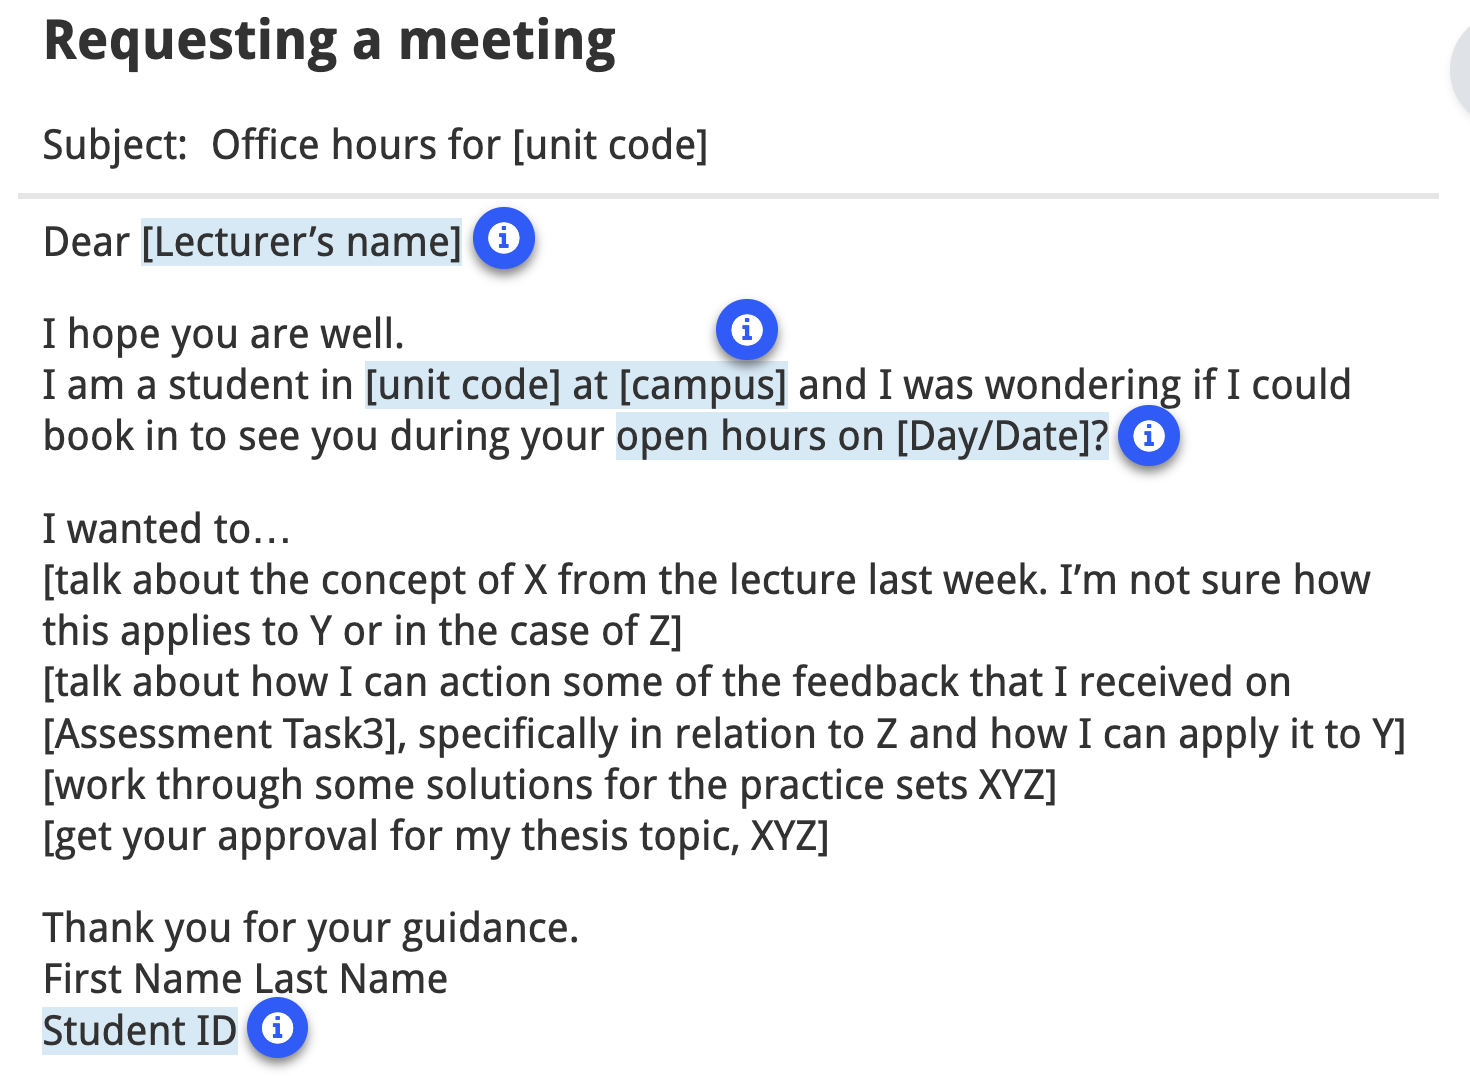 Requesting a meeting
Subject: Office hours for [unit code]
Dear [Lecturer’s name]
I hope you are well.
I am a student in [unit code] at [campus] and I was wondering if I could
book in to see you during your open hours on [Day/Date]?
I wanted to…
[talk about the concept of X from the lecture last week. I’m not sure how
this applies to Y or in the case of Z]
[talk about how I can action some of the feedback that I received on
[Assessment Task3], specifically in relation to Z and how I can apply it to Y]
[work through some solutions for the practice sets XYZ]
[get your approval for my thesis topic, XYZ]
Thank you for your guidance.
First Name Last Name
Student ID